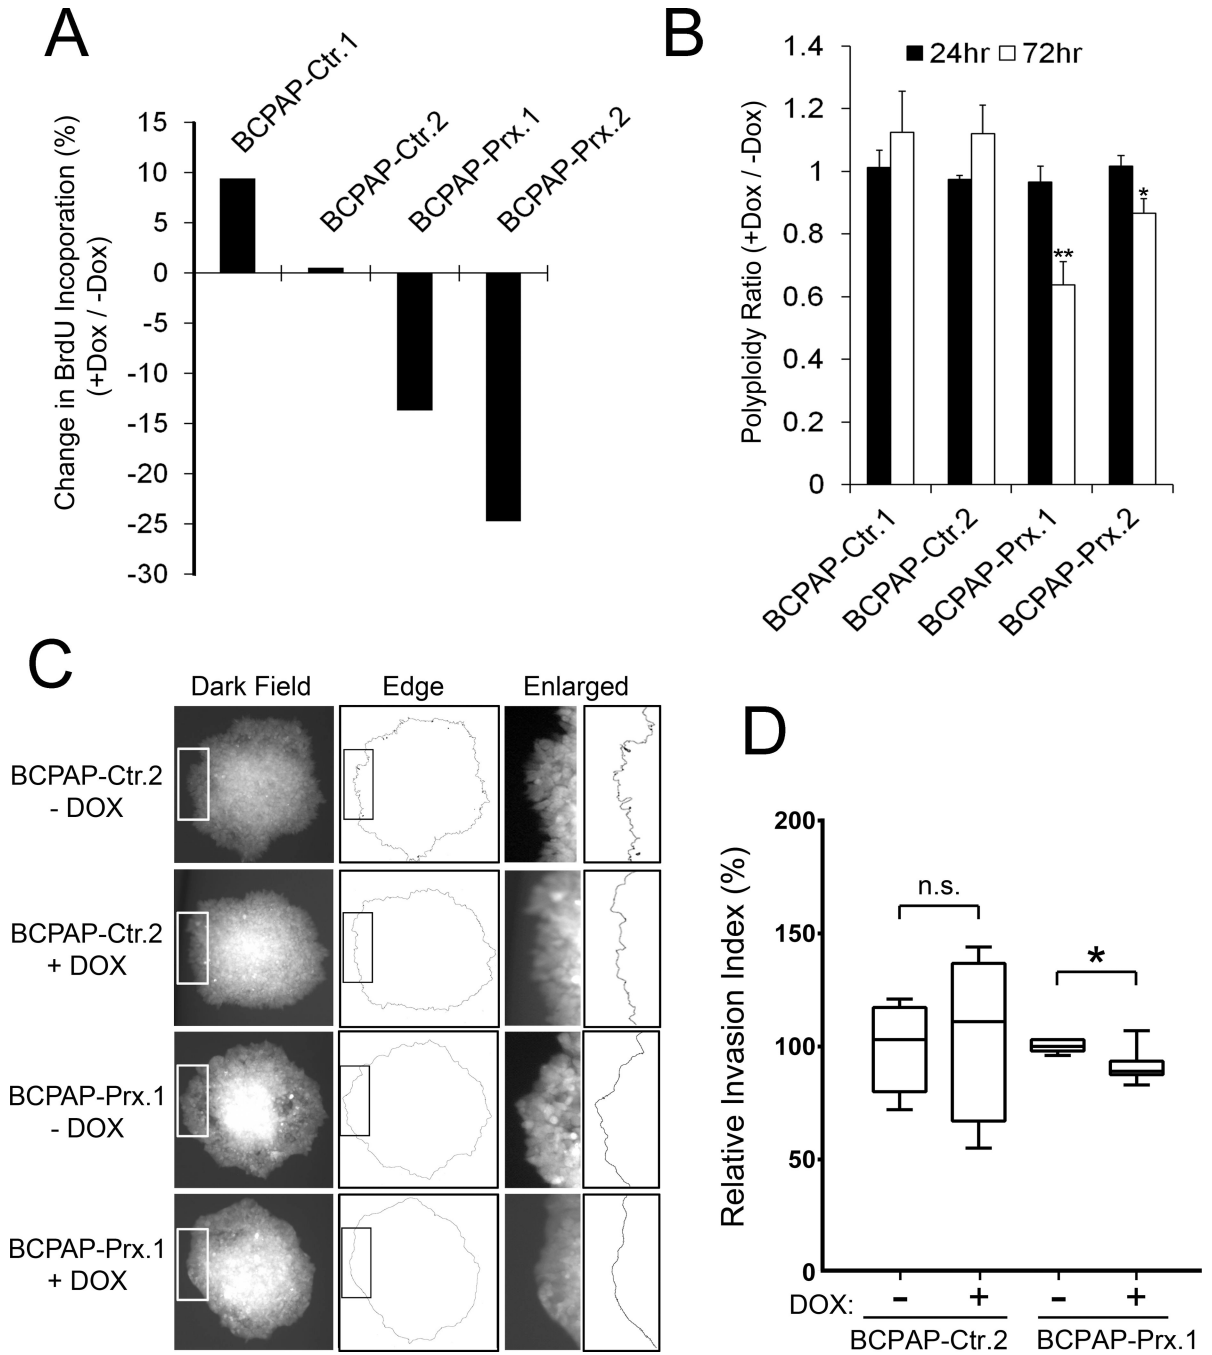 A
BCPAP-Ctr.1
BCPAP-Ctr.2
BCPAP-Prx.1
BCPAP-Prx.2
Change in BrdU Incoporation (%)
(+Dox / -Dox)
15
10
5
0
-5
-10
-15
-20
-25
-30
B
24hr 72hr
Polyploidy Ratio (+Dox / -Dox)
1.4
1.2
1
0.8
0.6
0.4
0.2
0
**
*
BCPAP-Ctr.1
BCPAP-Ctr.2
BCPAP-Prx.1
BCPAP-Prx.2
C
Dark Field Edge Enlarged
BCPAP-Ctr.2
- DOX
BCPAP-Ctr.2
+ DOX
BCPAP-Prx.1
- DOX
BCPAP-Prx.1
+ DOX
D
Relative Invasion Index (%)
200
150
100
50
0
n.s.
*
DOX: - + - +
BCPAP-Ctr.2 BCPAP-Prx.1